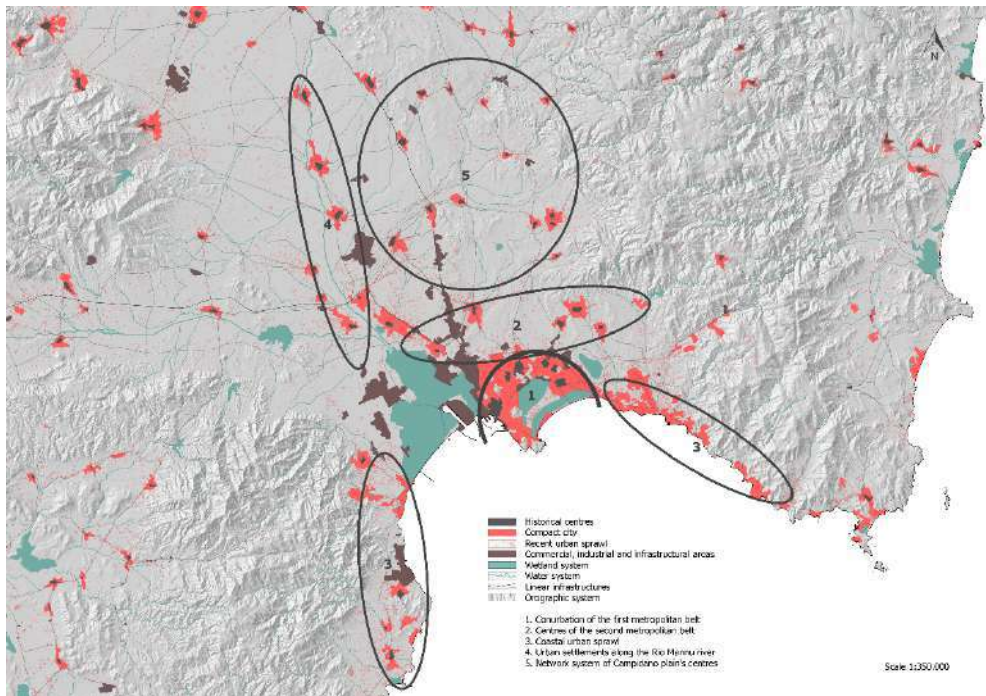 N
5
4
2
1
3
3
Historical centres
Compact city
Recent urban sprawl
Commercial, industrial and infrastructural areas
Wetland system
Water system
Linear infrastructures
Orographic system
1. Conurbation of the first metropolitan belt
2. Centres of the second metropolitan belt
3. Coastal urban sprawl
4. Urban settlements along the Rio Mannu river
5. Network system of Campidano plain's centres
Scale 1:350.000